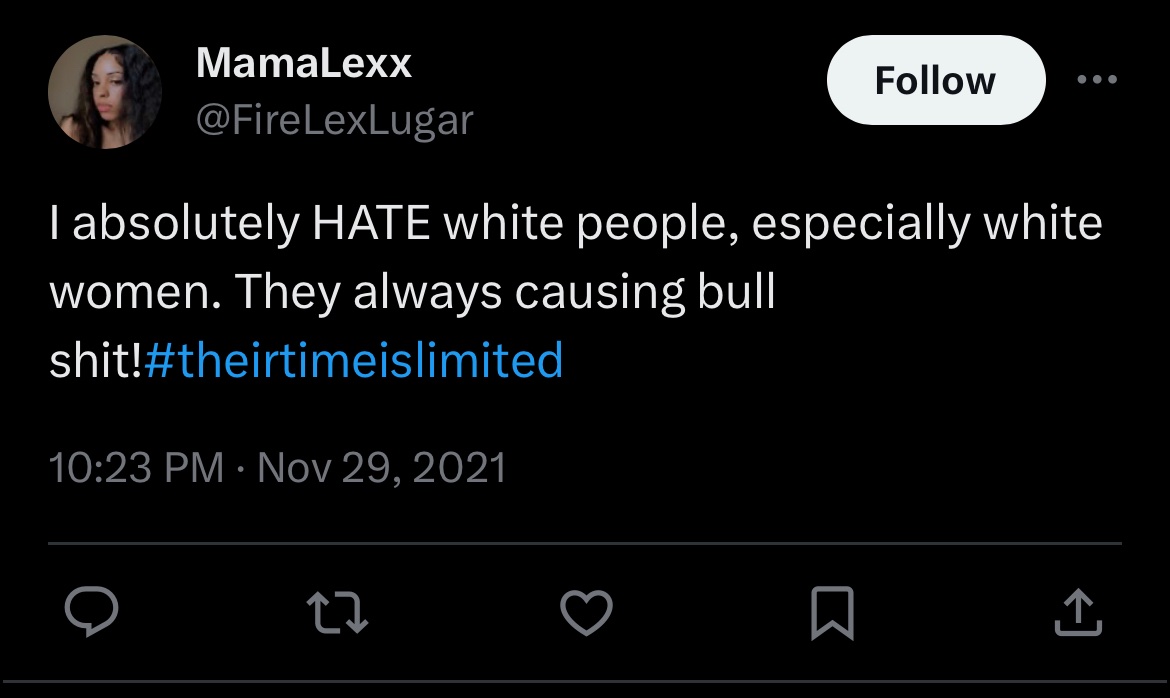 MamaLexx
@FireLexLugar
Follow
I absolutely HATE white people, especially white
women. They always causing bull
shit!#theirtimeislimited
10:23 PM · Nov 29, 2021